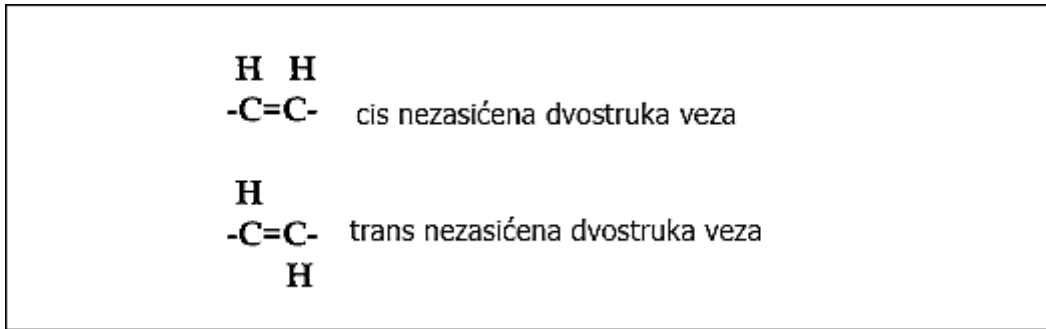 H H
-C=C- cis nezasićena dvostruka veza
H
-C=C- trans nezasićena dvostruka veza
H